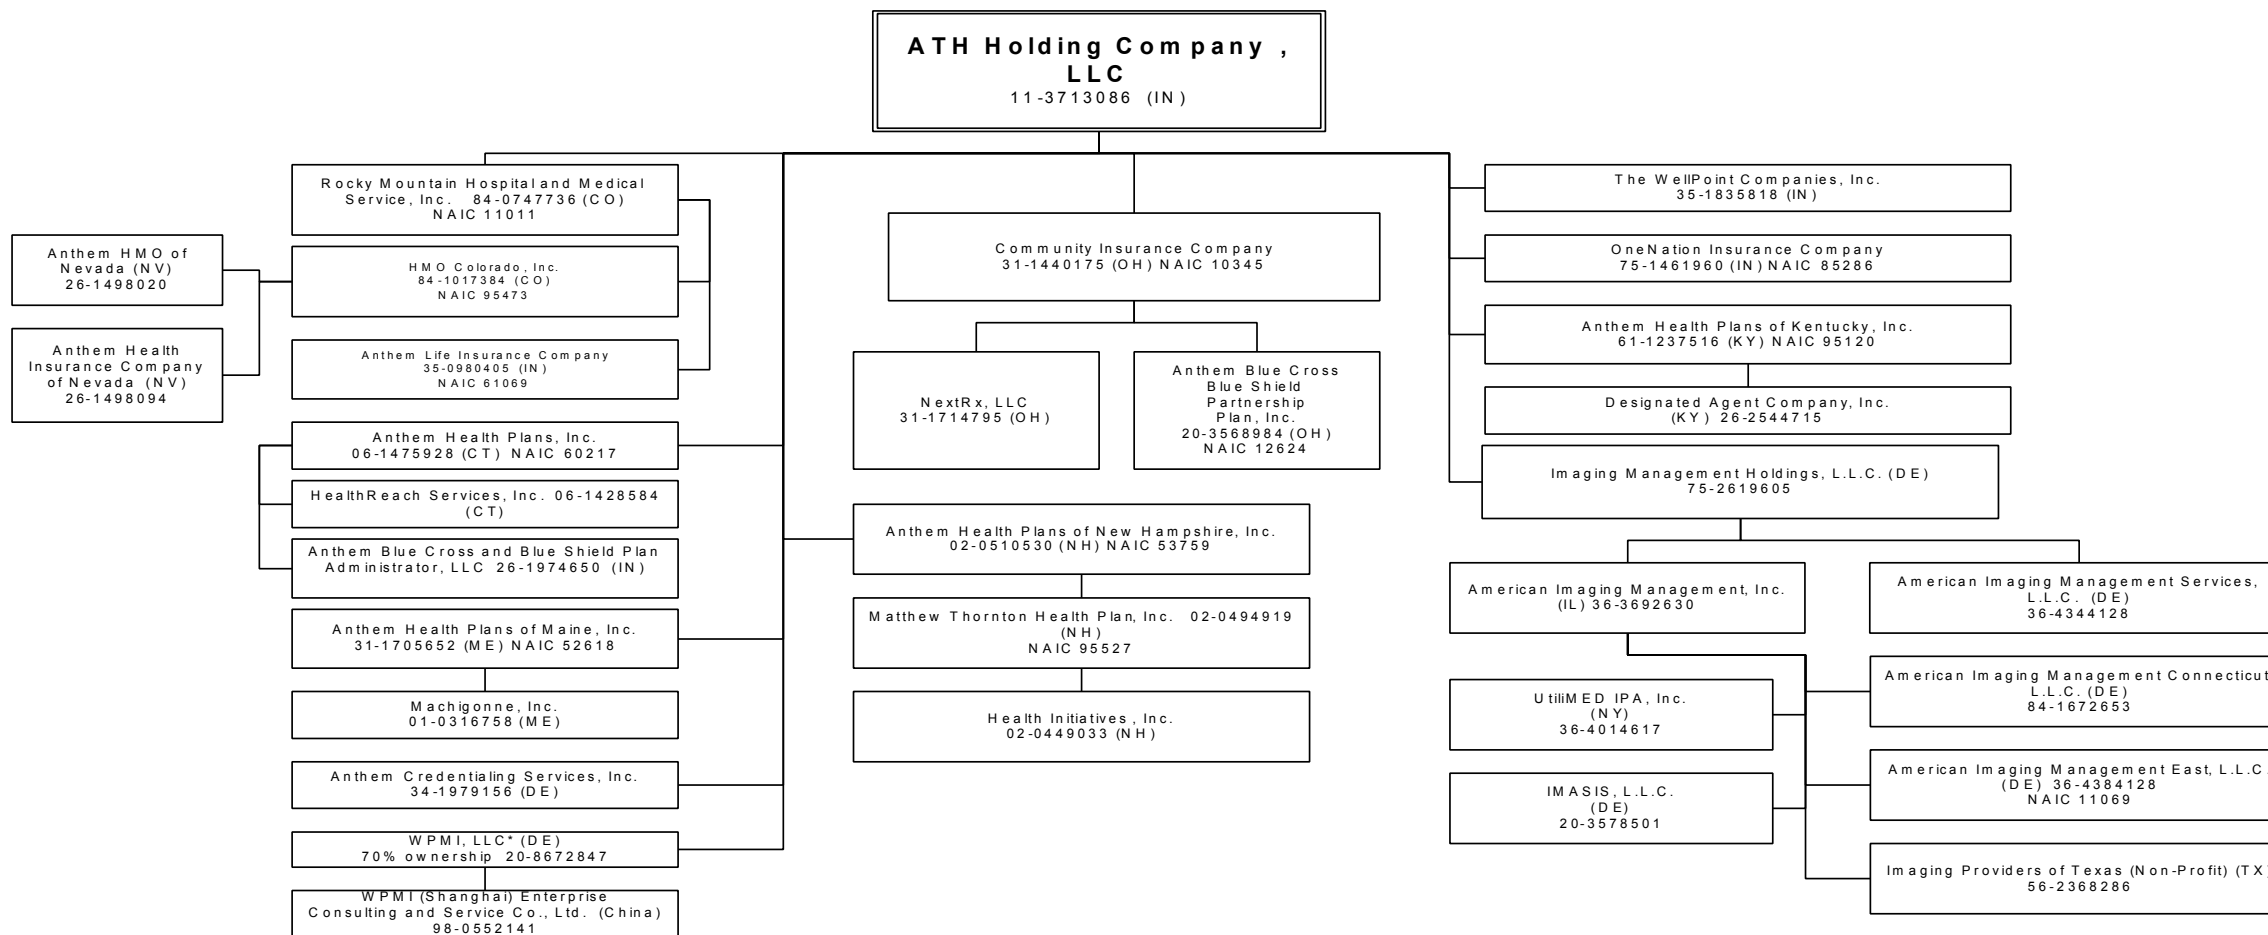 ATH Holding Company ,
LLC
11-3713086 (IN)
Rocky Mountain Hospital and Medical
Service, Inc. 84-0747736 (CO)
NAIC 11011
Anthem HMO of
Nevada (NV)
26-1498020
HMO Colorado, Inc.
84-1017384 (CO)
NAIC 95473
Anthem Health
Insurance Company
of Nevada (NV)
26-1498094
Anthem Life Insurance Company
35-0980405 (IN)
NAIC 61069
Anthem Health Plans, Inc.
06-1475928 (CT) NAIC 60217
HealthReach Services, Inc. 06-1428584
(CT)
Anthem Blue Cross and Blue Shield Plan
Administrator, LLC 26-1974650 (IN)
Anthem Health Plans of Maine, Inc.
31-1705652 (ME) NAIC 52618
Machigonne, Inc.
01-0316758 (ME)
Anthem Credentialing Services, Inc.
34-1979156 (DE)
WPMI, LLC* (DE)
70% ownership 20-8672847
WPMI (Shanghai) Enterprise
Consulting and Service Co., Ltd. (China)
98-0552141
Community Insurance Company
31-1440175 (OH) NAIC 10345
NextRx, LLC
31-1714795 (OH)
Anthem Blue Cross
Blue Shield
Partnership
Plan, Inc.
20-3568984 (OH)
NAIC 12624
Anthem Health Plans of New Hampshire, Inc.
02-0510530 (NH) NAIC 53759
Matthew Thornton Health Plan, Inc. 02-0494919
(NH)
NAIC 95527
Health Initiatives, Inc.
02-0449033 (NH)
The WellPoint Companies, Inc.
35-1835818 (IN)
OneNation Insurance Company
75-1461960 (IN) NAIC 85286
Anthem Health Plans of Kentucky, Inc.
61-1237516 (KY) NAIC 95120
Designated Agent Company, Inc.
(KY) 26-2544715
Imaging Management Holdings, L.L.C. (DE)
75-2619605
American Imaging Management, Inc.
(IL) 36-3692630
American Imaging Management Services,
L.L.C. (DE)
36-4344128
UtiliMED IPA, Inc.
(NY)
36-4014617
American Imaging Management Connecticut
L.L.C. (DE)
84-1672653
IMASIS, L.L.C.
(DE)
20-3578501
American Imaging Management East, L.L.C.
(DE) 36-4384128
NAIC 11069
Imaging Providers of Texas (Non-Profit) (TX)
56-2368286